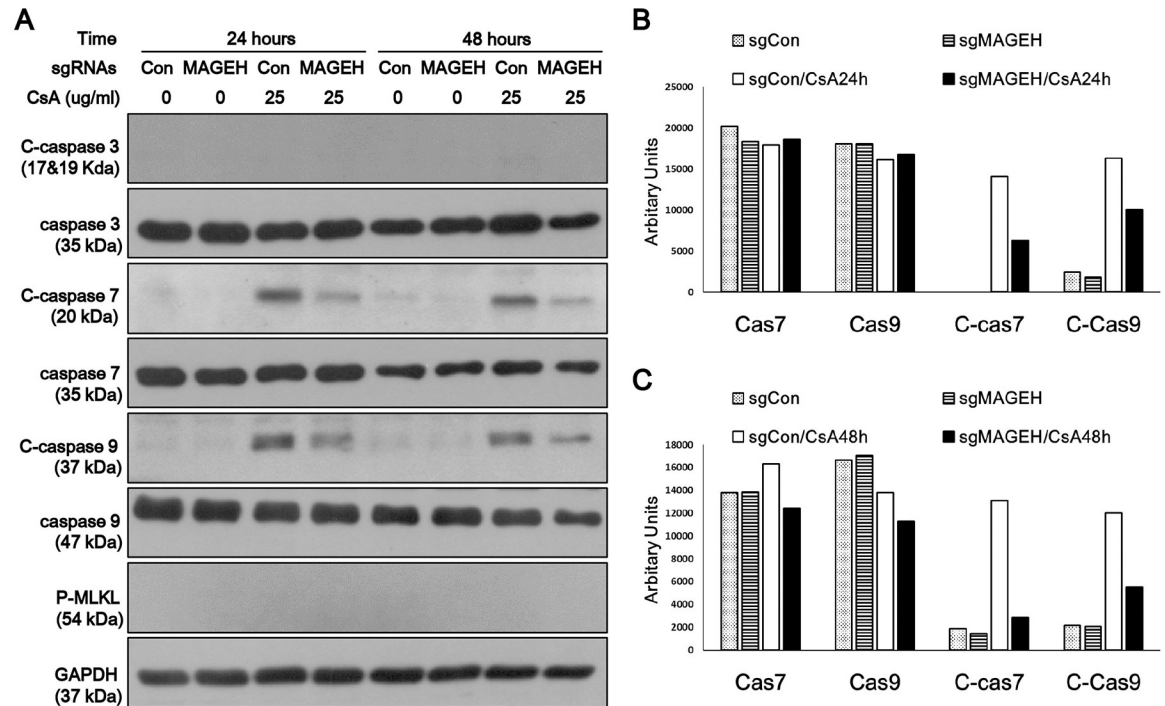 A
Time 24 hours 48 hours
sgRNAs Con MAGEH Con MAGEH Con MAGEH Con MAGEH
CsA (ug/ml) 0 0 25 25 0 0 25 25
C-caspase 3
(17&19 Kda)
caspase 3
(35 kDa)
C-caspase 7
(20 kDa)
caspase 7
(35 kDa)
C-caspase 9
(37 kDa)
caspase 9
(47 kDa)
P-MLKL
(54 kDa)
GAPDH
(37 kDa)
B
sgCon sgMAGEH
sgCon/CsA24h sgMAGEH/CsA24h
Arbitary Units
25000
20000
15000
10000
5000
0
Cas7 Cas9 C-cas7 C-Cas9
C
sgCon sgMAGEH
sgCon/CsA48h sgMAGEH/CsA48h
Arbitary Units
18000
16000
14000
12000
10000
8000
6000
4000
2000
0
Cas7 Cas9 C-cas7 C-Cas9